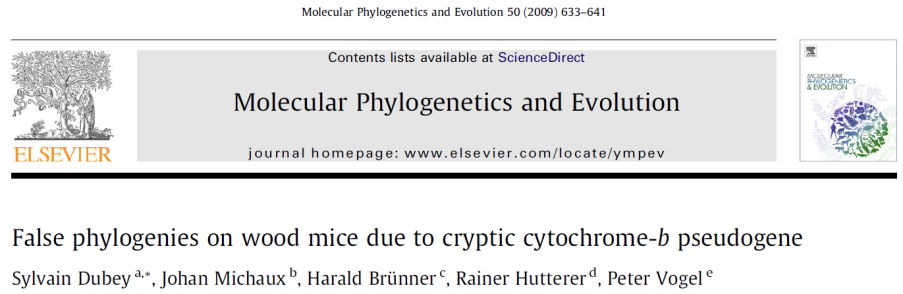 Molecular Phylogenetics and Evolution 50 (2009) 633–641
Contents lists available at ScienceDirect
Molecular Phylogenetics and Evolution
journal homepage: www.elsevier.com/locate/ympev
ELSEVIER
MOLECULAR
PHYLOGENETICS
& EVOLUTION
False phylogenies on wood mice due to cryptic cytochrome-b pseudogene
Sylvain Dubey a,*, Johan Michaux b, Harald Brünner c, Rainer Hutterer d, Peter Vogel e